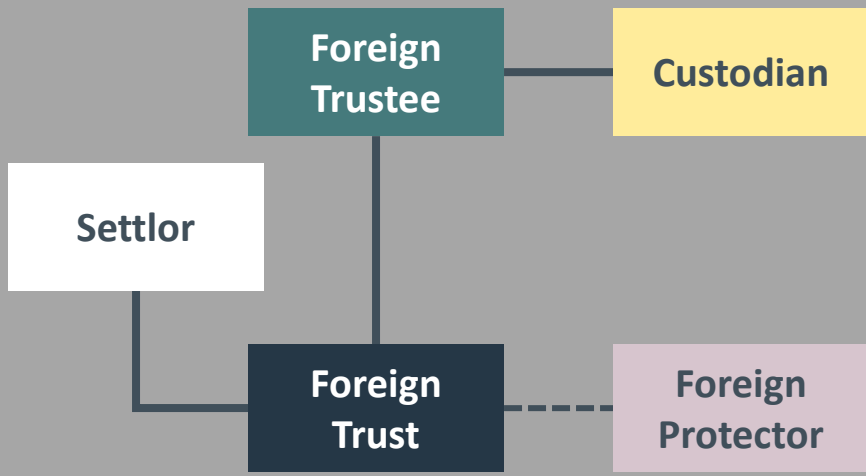 Foreign
Trustee
Custodian
Settlor
Foreign
Trust
Foreign
Protector